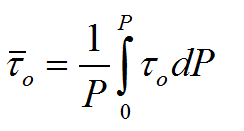 τ̅ₒ = (1/P) ∫₀ᴾ τₒ dP